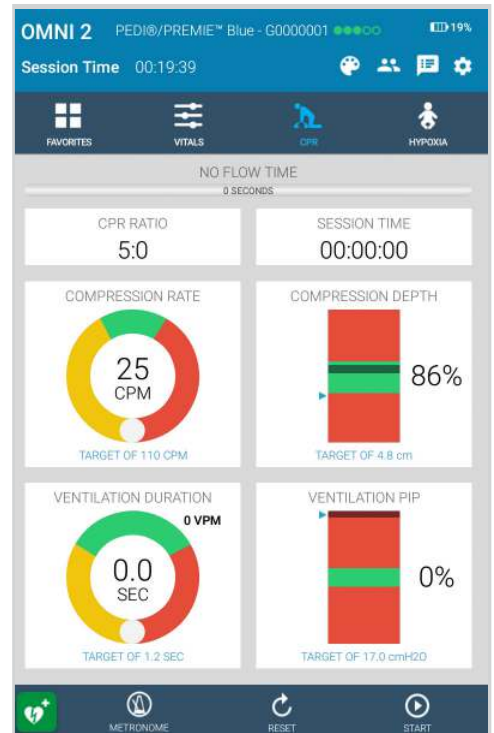 OMNI 2 PEDI®/PREMIE™ Blue - G0000001 19%
Session Time 00:19:39
FAVORITES VITALS CPR HYPOXIA
NO FLOW TIME
0 SECONDS
CPR RATIO SESSION TIME
5:0 00:00:00
COMPRESSION RATE COMPRESSION DEPTH
25 86%
CPM
TARGET OF 110 CPM TARGET OF 4.8 cm
VENTILATION DURATION VENTILATION PIP
0 VPM
0.0 0%
SEC
TARGET OF 1.2 SEC TARGET OF 17.0 cmH2O
METRONOME RESET START